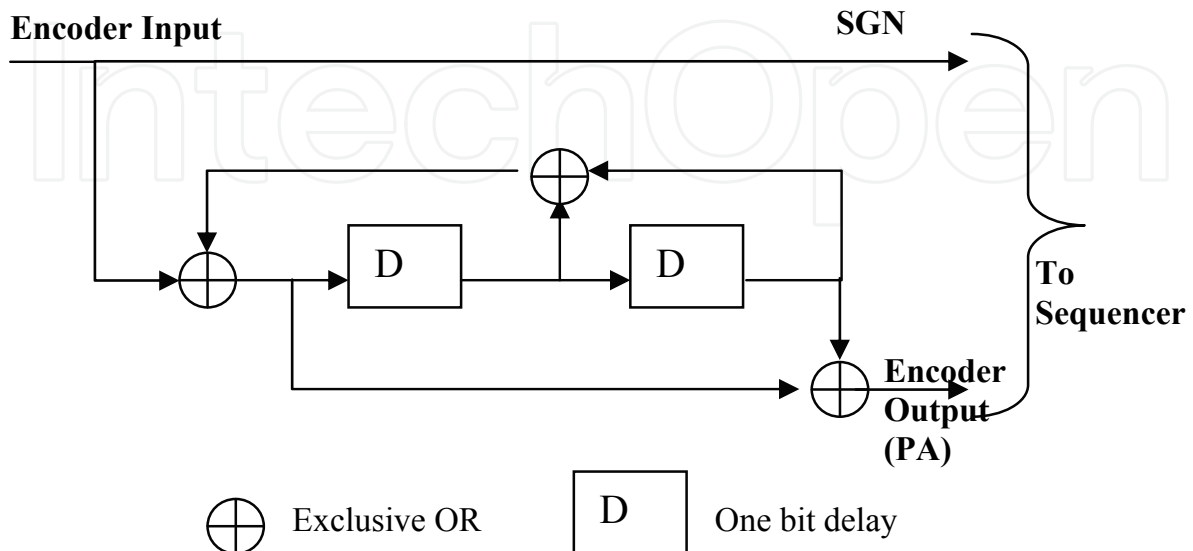 Encoder Input
SGN
IntechOpen
D
D
To
Sequencer
Encoder
Output
(PA)
Exclusive OR
D
One bit delay